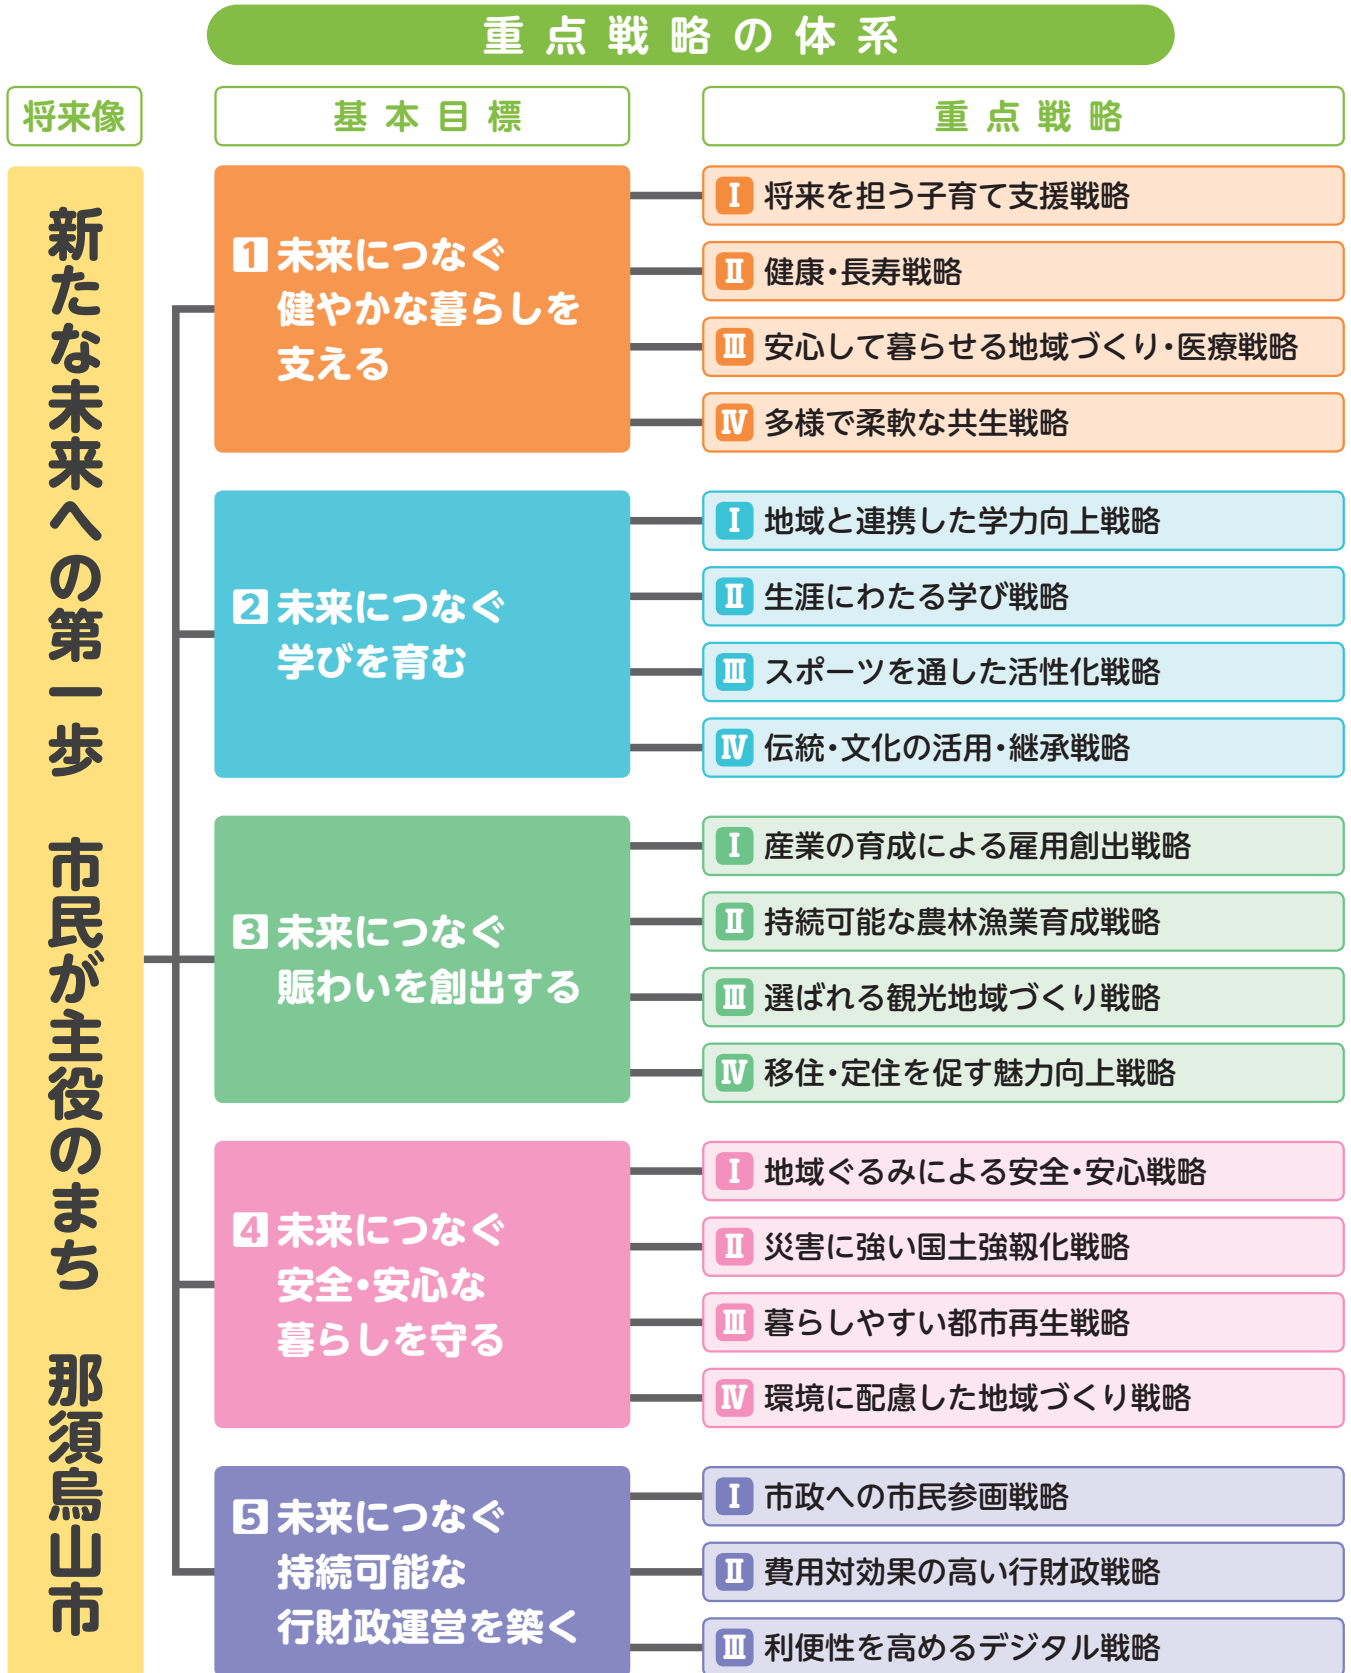 重点戦略の体系
将来像
基本目標
重点戦略
新たな未来への第一歩　市民が主役のまち　那須烏山市
1 未来につなぐ
健やかな暮らしを
支える
Ⅰ 将来を担う子育て支援戦略
Ⅱ 健康・長寿戦略
Ⅲ 安心して暮らせる地域づくり・医療戦略
Ⅳ 多様で柔軟な共生戦略
2 未来につなぐ
学びを育む
Ⅰ 地域と連携した学力向上戦略
Ⅱ 生涯にわたる学び戦略
Ⅲ スポーツを通した活性化戦略
Ⅳ 伝統・文化の活用・継承戦略
3 未来につなぐ
賑わいを創出する
Ⅰ 産業の育成による雇用創出戦略
Ⅱ 持続可能な農林漁業育成戦略
Ⅲ 選ばれる観光地域づくり戦略
Ⅳ 移住・定住を促す魅力向上戦略
4 未来につなぐ
安全・安心な
暮らしを守る
Ⅰ 地域ぐるみによる安全・安心戦略
Ⅱ 災害に強い国土強靱化戦略
Ⅲ 暮らしやすい都市再生戦略
Ⅳ 環境に配慮した地域づくり戦略
5 未来につなぐ
持続可能な
行財政運営を築く
Ⅰ 市政への市民参画戦略
Ⅱ 費用対効果の高い行財政戦略
Ⅲ 利便性を高めるデジタル戦略